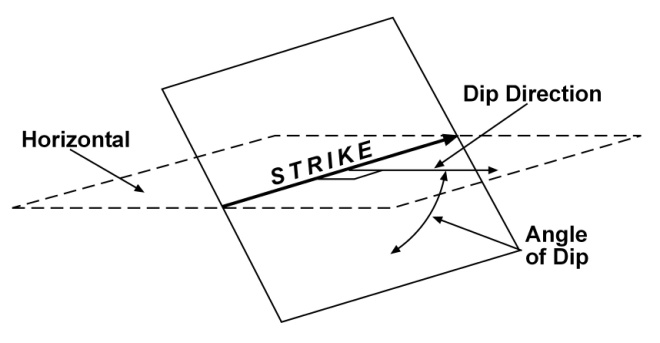 Dip Direction
Horizontal
STRIKE
Angle
of Dip